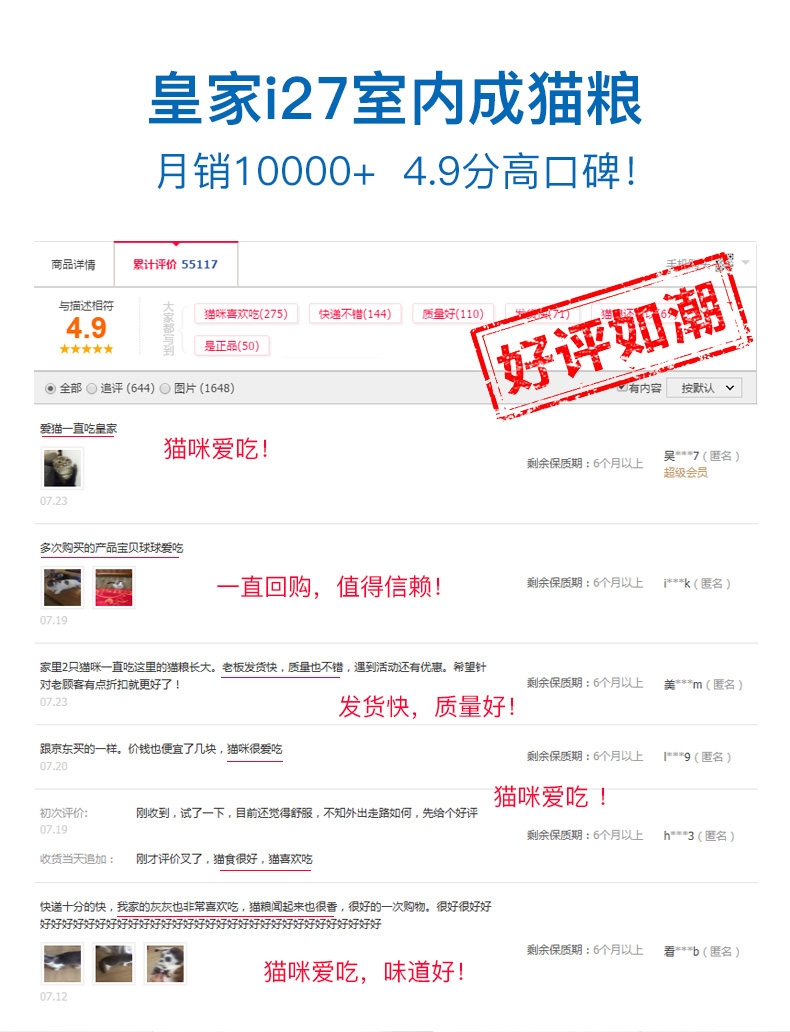 皇家i27室内成猫粮
月销10000+ 4.9分高口碑！
商品详情
累计评价 55117
与描述相符
4.9
大家都写到
猫咪喜欢吃(275)
快递不错(144)
质量好(110)
是正品(50)
好评如潮
全部 追评 (644) 图片 (1648)
有内容
按默认
爱猫一直吃皇家
07.23
猫咪爱吃！
剩余保质期：6个月以上
吴***7（匿名）
超级会员
多次购买的产品宝贝球球爱吃
07.19
一直回购，值得信赖！
剩余保质期：6个月以上
i***k（匿名）
家里2只猫咪一直吃这里的猫粮长大。老板发货快，质量也不错，遇到活动还有优惠。希望针
对老顾客有点折扣就更好了！
07.23
发货快，质量好！
剩余保质期：6个月以上
美***m（匿名）
跟京东买的一样。价钱也便宜了几块，猫咪很爱吃
07.20
剩余保质期：6个月以上
l***9（匿名）
猫咪爱吃 ！
初次评价:
07.19
刚收到，试了一下，目前还觉得舒服，不知外出走路如何，先给个好评
收货当天追加：
刚才评价叉了，猫食很好，猫喜欢吃
剩余保质期：6个月以上
h***3（匿名）
快递十分的快，我家的灰灰也非常喜欢吃，猫粮闻起来也很香，很好的一次购物。很好很好好
好好好好好好好好好好好好好好好好好好好好好好好好好好好好好好好
07.12
猫咪爱吃，味道好！
剩余保质期：6个月以上
看***b（匿名）